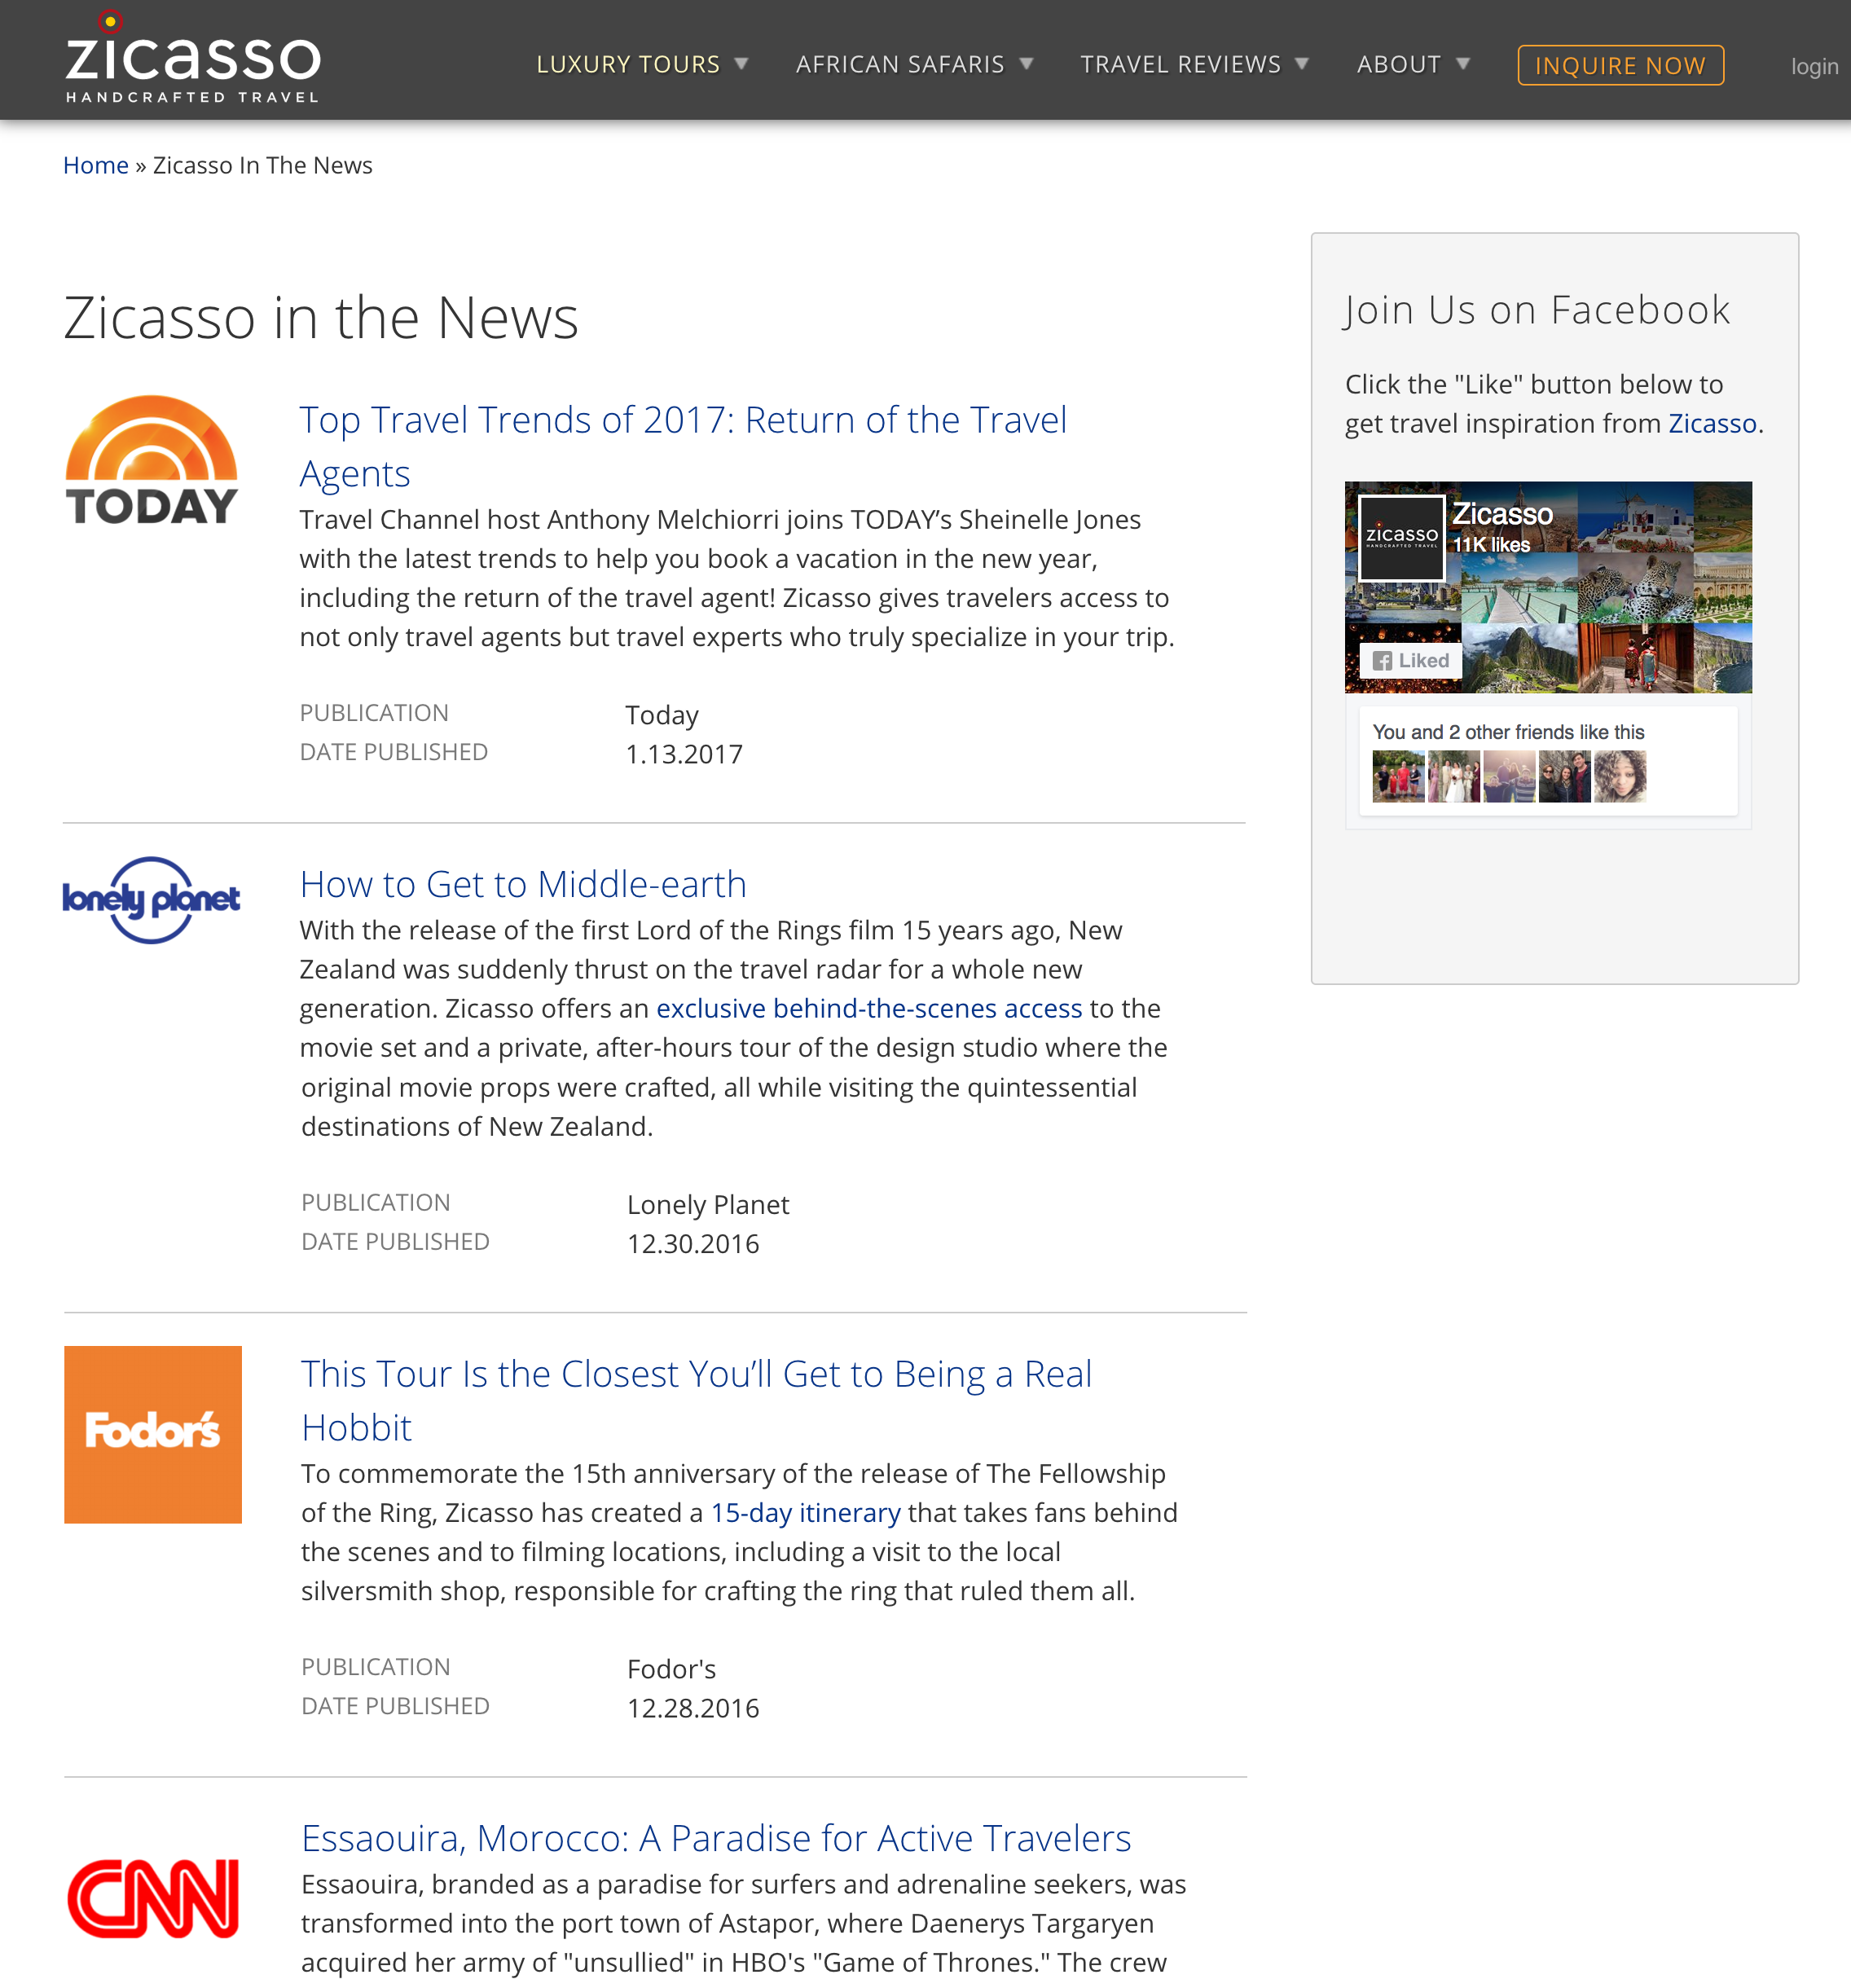 zicasso
HANDCRAFTED TRAVEL
LUXURY TOURS ▼ AFRICAN SAFARIS ▼ TRAVEL REVIEWS ▼ ABOUT ▼ INQUIRE NOW login
Home » Zicasso In The News
Zicasso in the News
TODAY
Top Travel Trends of 2017: Return of the Travel
Agents
Travel Channel host Anthony Melchiorri joins TODAY’s Sheinelle Jones
with the latest trends to help you book a vacation in the new year,
including the return of the travel agent! Zicasso gives travelers access to
not only travel agents but travel experts who truly specialize in your trip.
PUBLICATION Today
DATE PUBLISHED 1.13.2017
lonely planet
How to Get to Middle-earth
With the release of the first Lord of the Rings film 15 years ago, New
Zealand was suddenly thrust on the travel radar for a whole new
generation. Zicasso offers an exclusive behind-the-scenes access to the
movie set and a private, after-hours tour of the design studio where the
original movie props were crafted, all while visiting the quintessential
destinations of New Zealand.
PUBLICATION Lonely Planet
DATE PUBLISHED 12.30.2016
Fodor's
This Tour Is the Closest You’ll Get to Being a Real
Hobbit
To commemorate the 15th anniversary of the release of The Fellowship
of the Ring, Zicasso has created a 15-day itinerary that takes fans behind
the scenes and to filming locations, including a visit to the local
silversmith shop, responsible for crafting the ring that ruled them all.
PUBLICATION Fodor's
DATE PUBLISHED 12.28.2016
CNN
Essaouira, Morocco: A Paradise for Active Travelers
Essaouira, branded as a paradise for surfers and adrenaline seekers, was
transformed into the port town of Astapor, where Daenerys Targaryen
acquired her army of "unsullied" in HBO's "Game of Thrones." The crew
Join Us on Facebook
Click the "Like" button below to
get travel inspiration from Zicasso.
zicasso
HANDCRAFTED TRAVEL
Zicasso
11K likes
Liked
You and 2 other friends like this